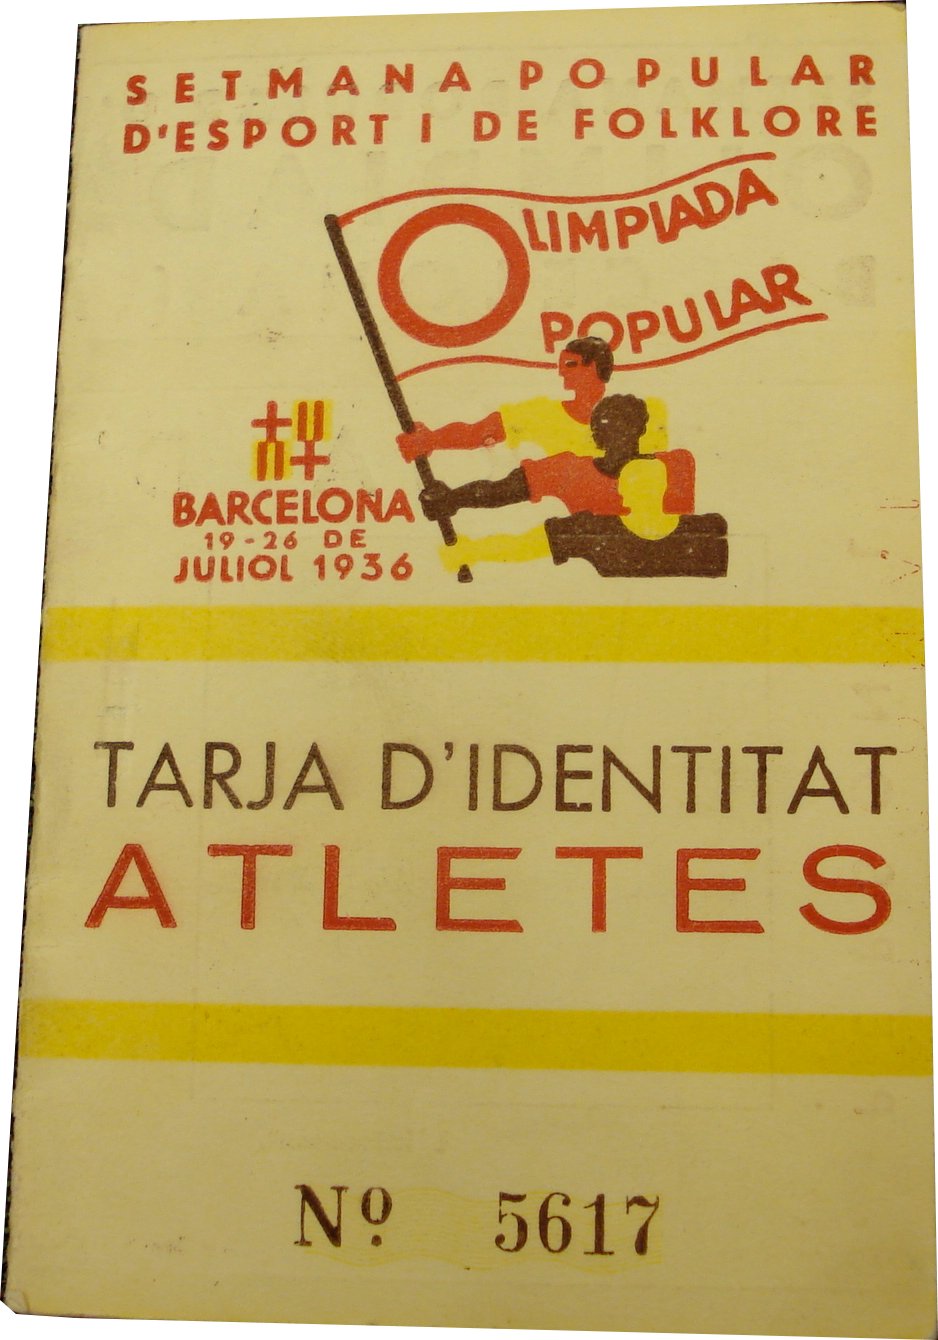 SETMANA POPULAR
D'ESPORT I DE FOLKLORE
OLIMPIADA
POPULAR
BARCELONA
19-26 DE
JULIOL 1936
TARJA D'IDENTITAT
ATLETES
Nº. 5617